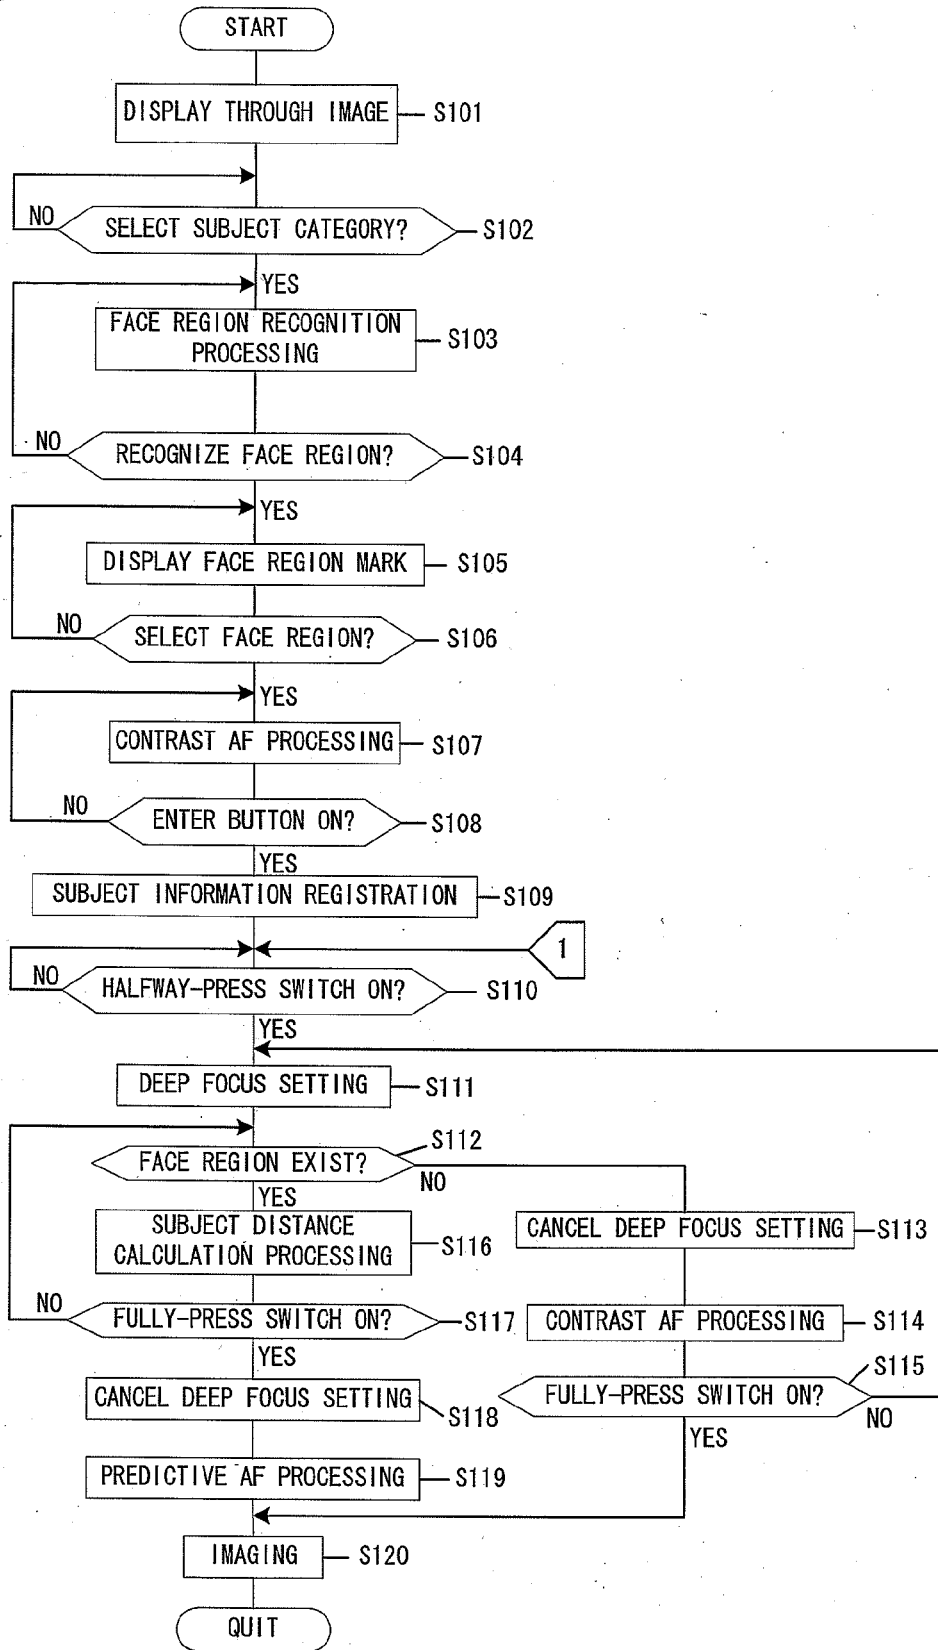 START
DISPLAY THROUGH IMAGE
S101
NO
SELECT SUBJECT CATEGORY?
S102
YES
FACE REGION RECOGNITION
PROCESSING
S103
NO
RECOGNIZE FACE REGION?
S104
YES
DISPLAY FACE REGION MARK
S105
NO
SELECT FACE REGION?
S106
YES
CONTRAST AF PROCESSING
S107
NO
ENTER BUTTON ON?
S108
YES
SUBJECT INFORMATION REGISTRATION
S109
1
NO
HALFWAY-PRESS SWITCH ON?
S110
YES
DEEP FOCUS SETTING
S111
S112
FACE REGION EXIST?
NO
YES
SUBJECT DISTANCE
CALCULATION PROCESSING
S116
CANCEL DEEP FOCUS SETTING
S113
NO
FULLY-PRESS SWITCH ON?
S117
CONTRAST AF PROCESSING
S114
YES
S115
CANCEL DEEP FOCUS SETTING
S118
FULLY-PRESS SWITCH ON?
NO
YES
PREDICTIVE AF PROCESSING
S119
IMAGING
S120
QUIT